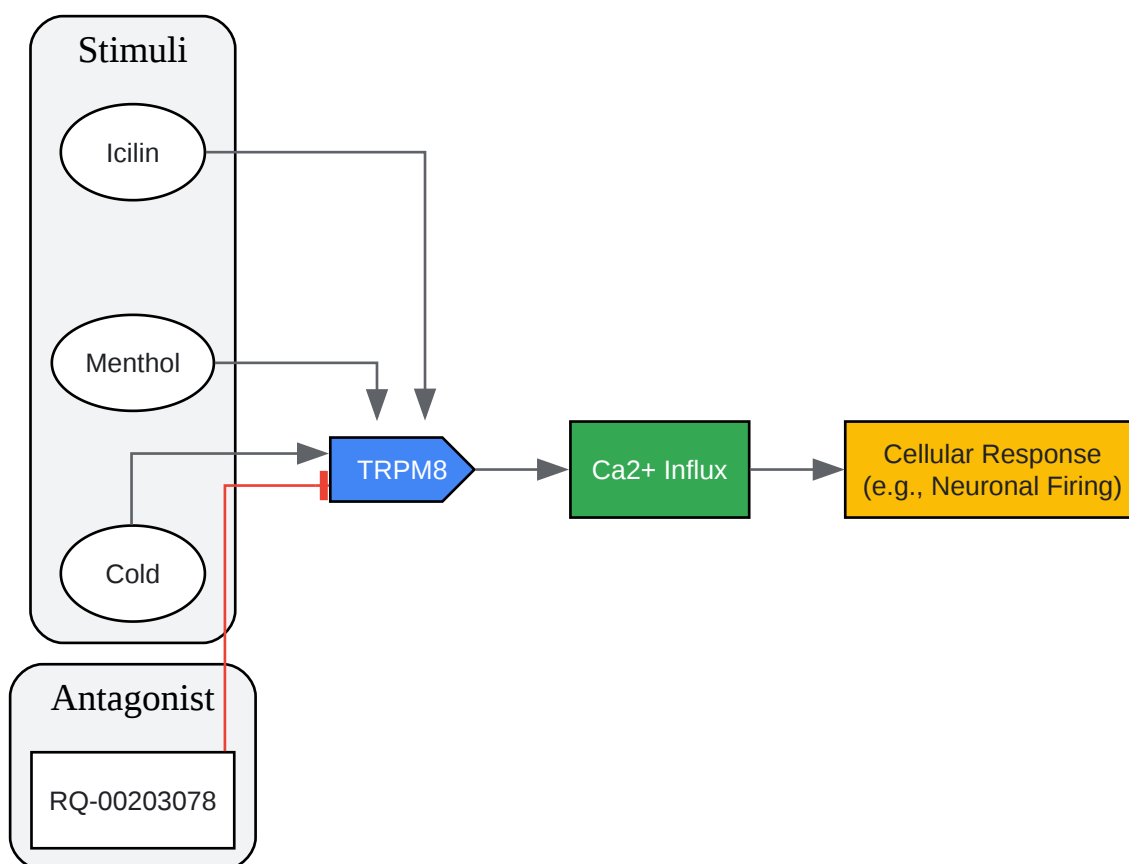 Stimuli
Icilin
Menthol
TRPM8
Ca2+ Influx
Cellular Response
(e.g., Neuronal Firing)
Cold
Antagonist
RQ-00203078